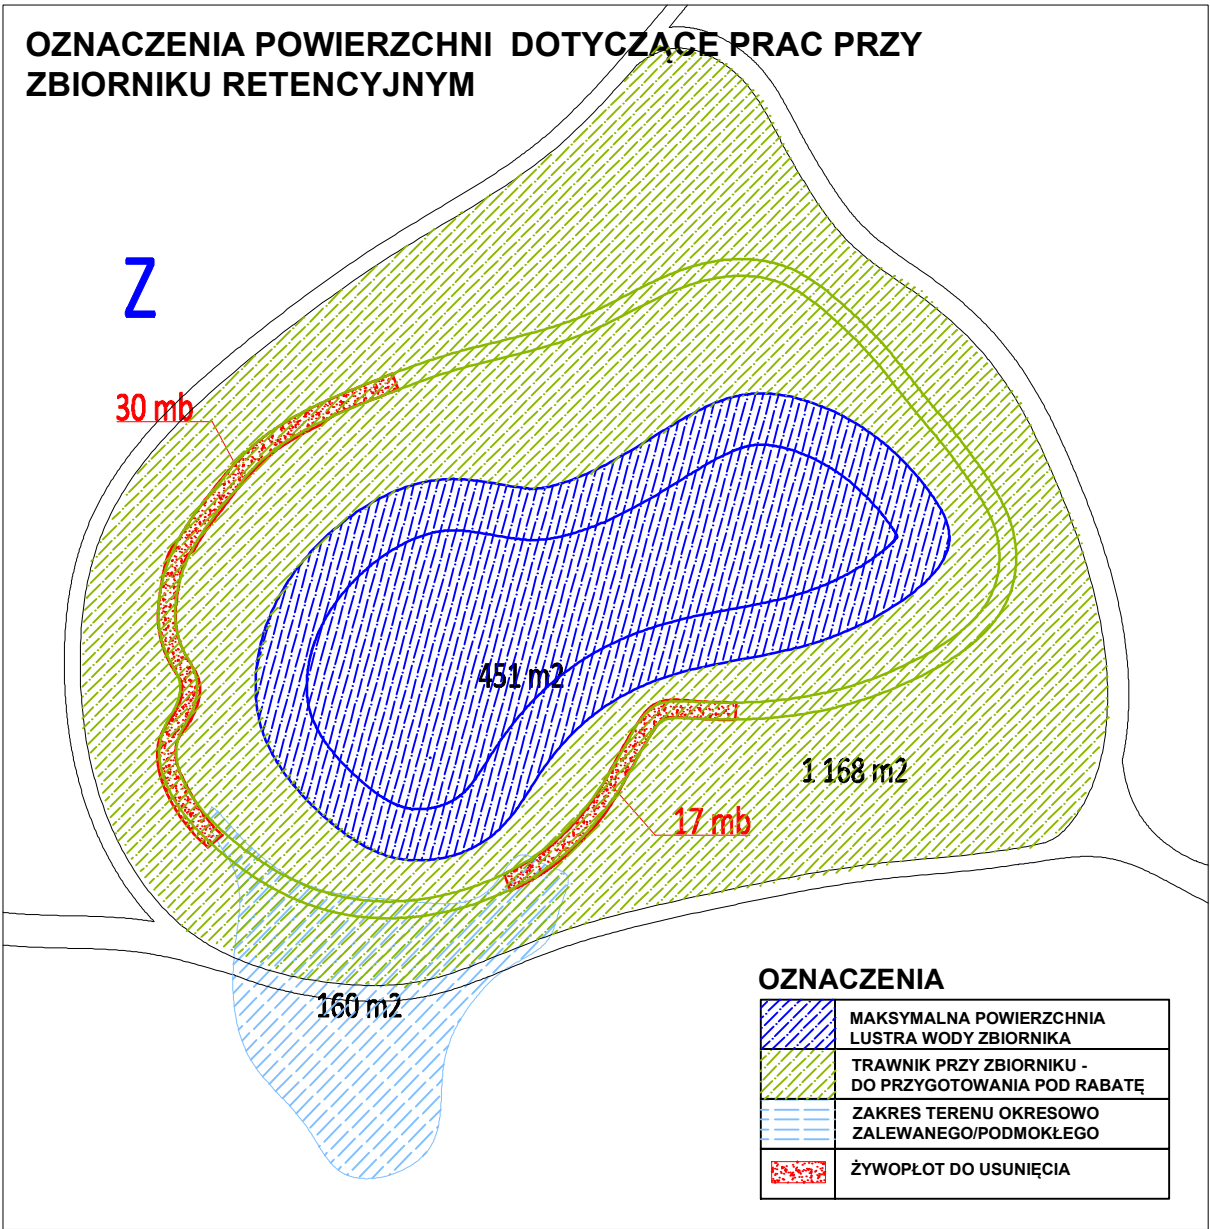 OZNACZENIA POWIERZCHNI DOTYCZĄCE PRAC PRZY
ZBIORNIKU RETENCYJNYM
Z
30 mb
451 m2
1 168 m2
17 mb
160 m2
OZNACZENIA
MAKSYMALNA POWIERZCHNIA
LUSTRA WODY ZBIORNIKA
TRAWNIK PRZY ZBIORNIKU -
DO PRZYGOTOWANIA POD RABATĘ
ZAKRES TERENU OKRESOWO
ZALEWANEGO/PODMOKŁEGO
ŻYWOPŁOT DO USUNIĘCIA